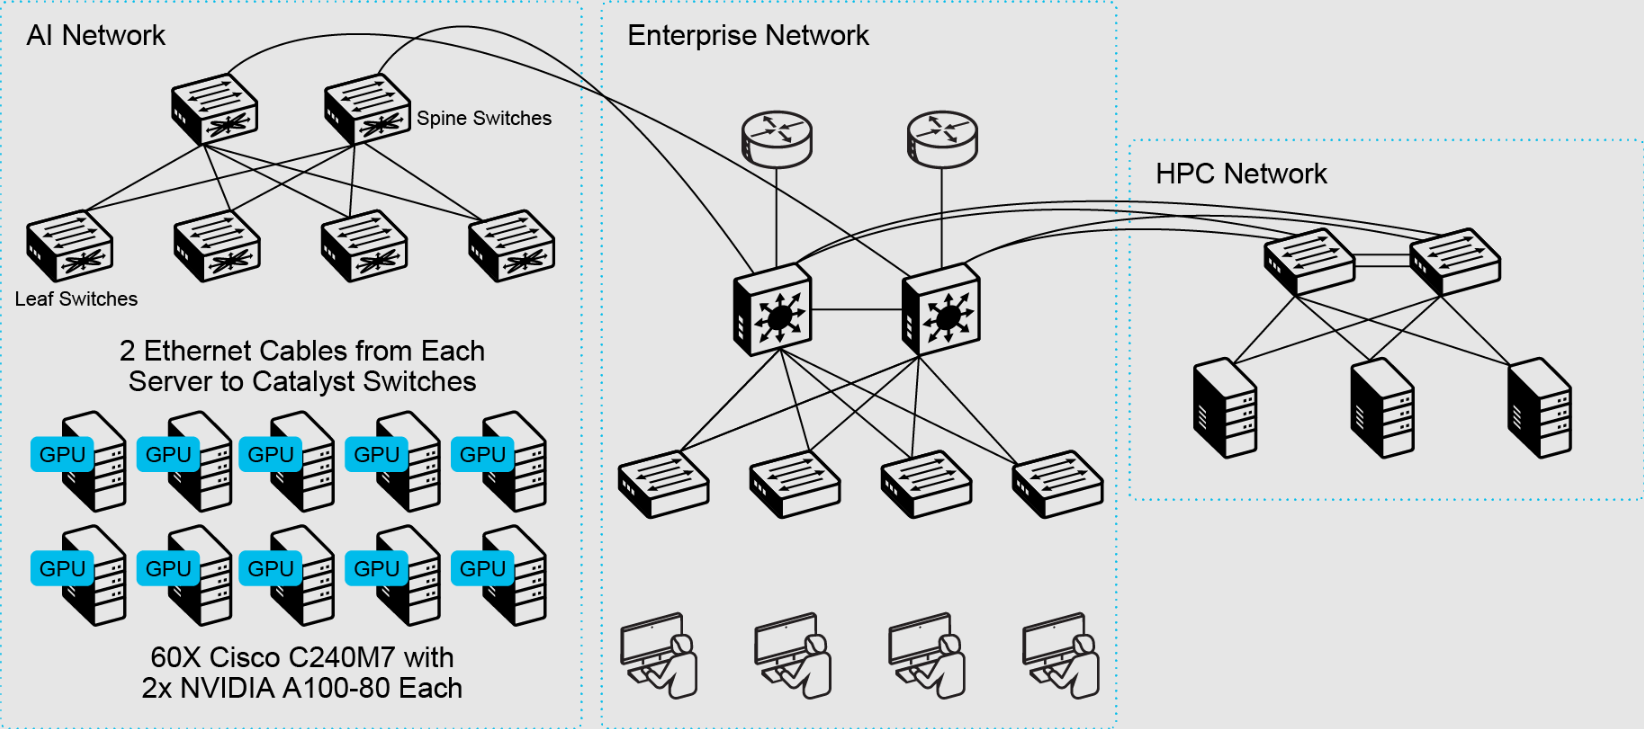 AI Network
Enterprise Network
Spine Switches
HPC Network
Leaf Switches
2 Ethernet Cables from Each
Server to Catalyst Switches
GPU
GPU
GPU
GPU
GPU
GPU
GPU
GPU
GPU
GPU
60X Cisco C240M7 with
2x NVIDIA A100-80 Each